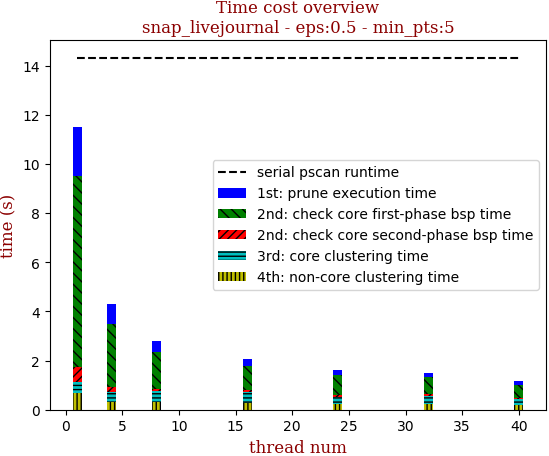 Time cost overview
snap_livejournal - eps:0.5 - min_pts:5
time (s)
14
12
10
8
6
4
2
0
serial pscan runtime
1st: prune execution time
2nd: check core first-phase bsp time
2nd: check core second-phase bsp time
3rd: core clustering time
4th: non-core clustering time
0 5 10 15 20 25 30 35 40
thread num